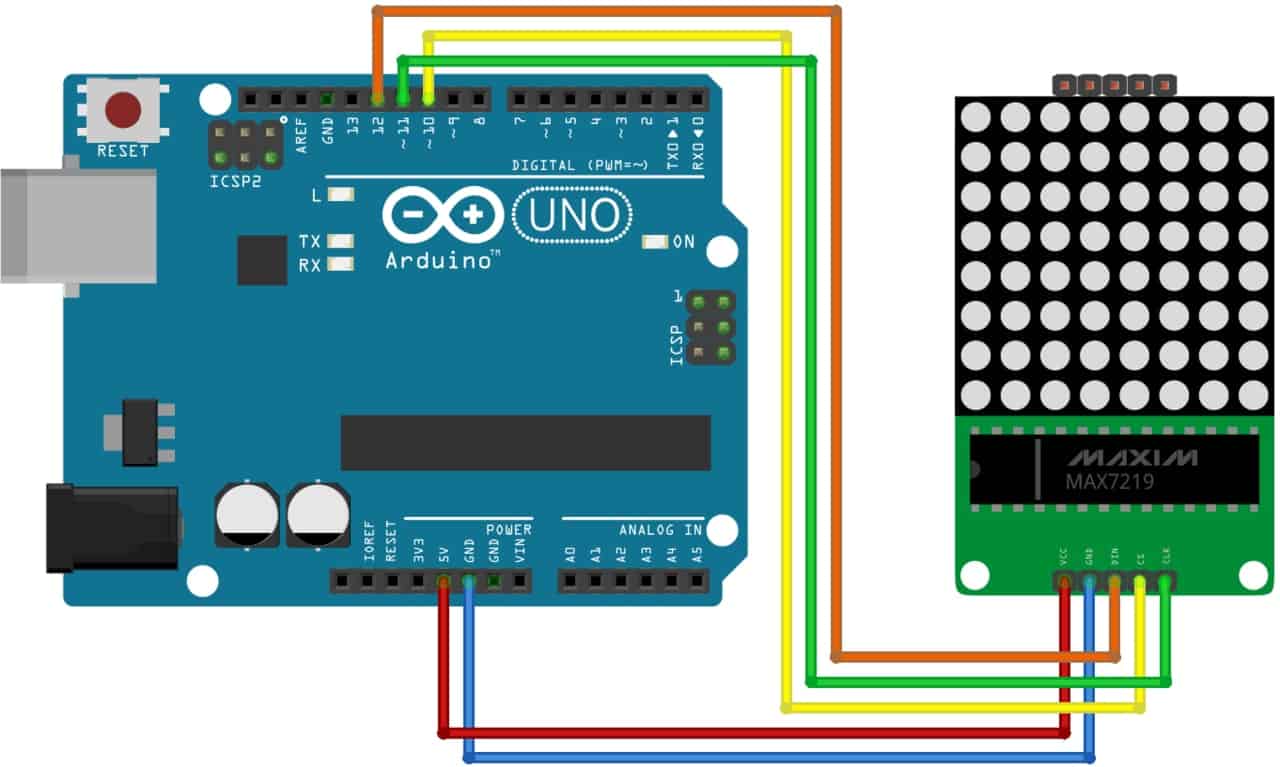 RESET
ICSP2
AREF
GND
13
12
~11
~10
~9
8
7
~6
~5
4
~3
2
TX0▶1
RX0◀0
DIGITAL (PWM=~)
L
TX
RX
UNO
Arduino™
ON
1
ICSP
MAXIM
MAX7219
POWER
ANALOG IN
IOREF
RESET
3V3
5V
GND
GND
VIN
A0
A1
A2
A3
A4
A5
VCC
GND
DIN
CS
CLK